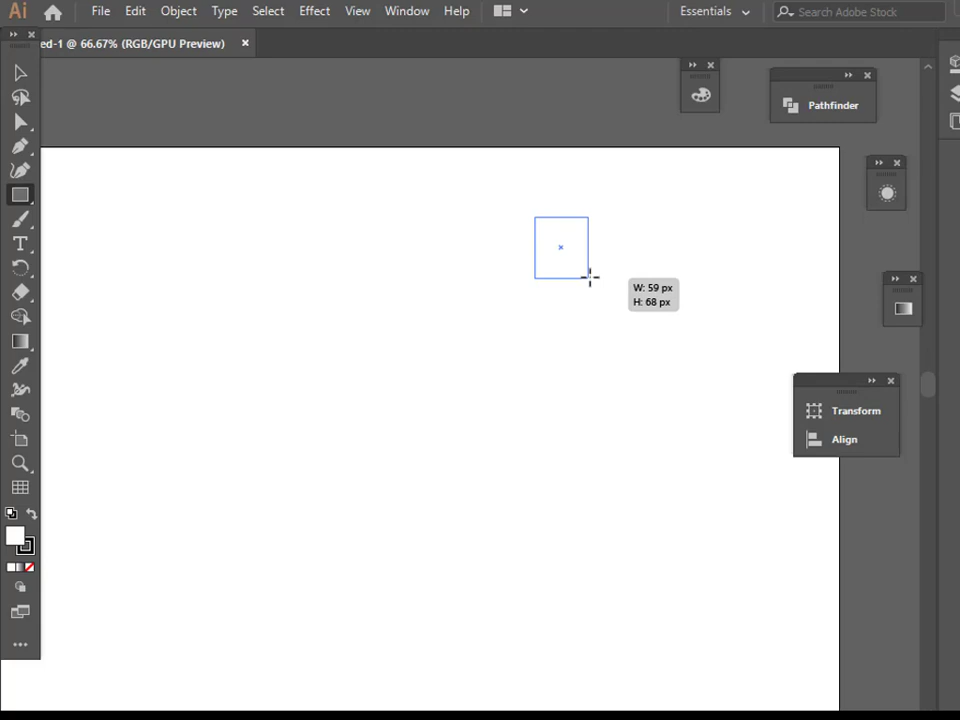 Ai File Edit Object Type Select Effect View Window Help Essentials Search Adobe Stock
ed-1 @ 66.67% (RGB/GPU Preview)
Pathfinder
W: 59 px
H: 68 px
Transform
Align